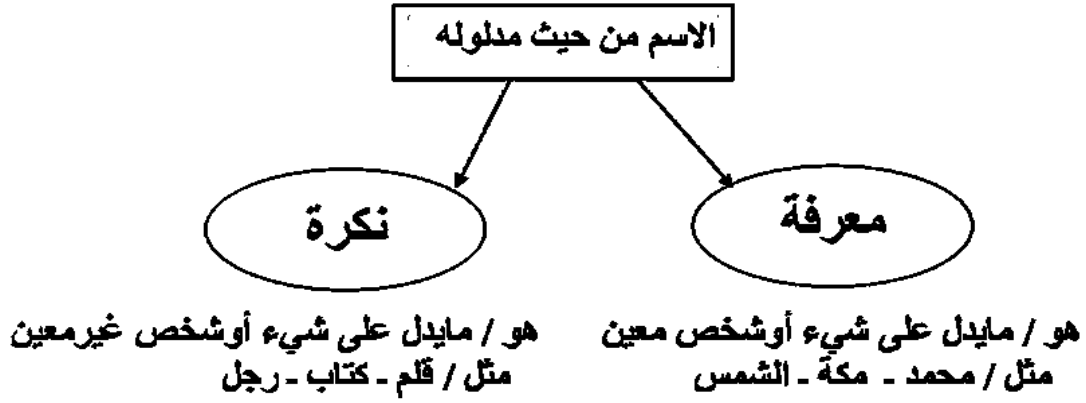 الاسم من حيث مدلوله
معرفة
هو / مايدل على شيء أوشخص معين
مثل / محمد - مكة - الشمس
نكرة
هو / مايدل على شيء أوشخص غيرمعين
مثل / قلم - كتاب - رجل